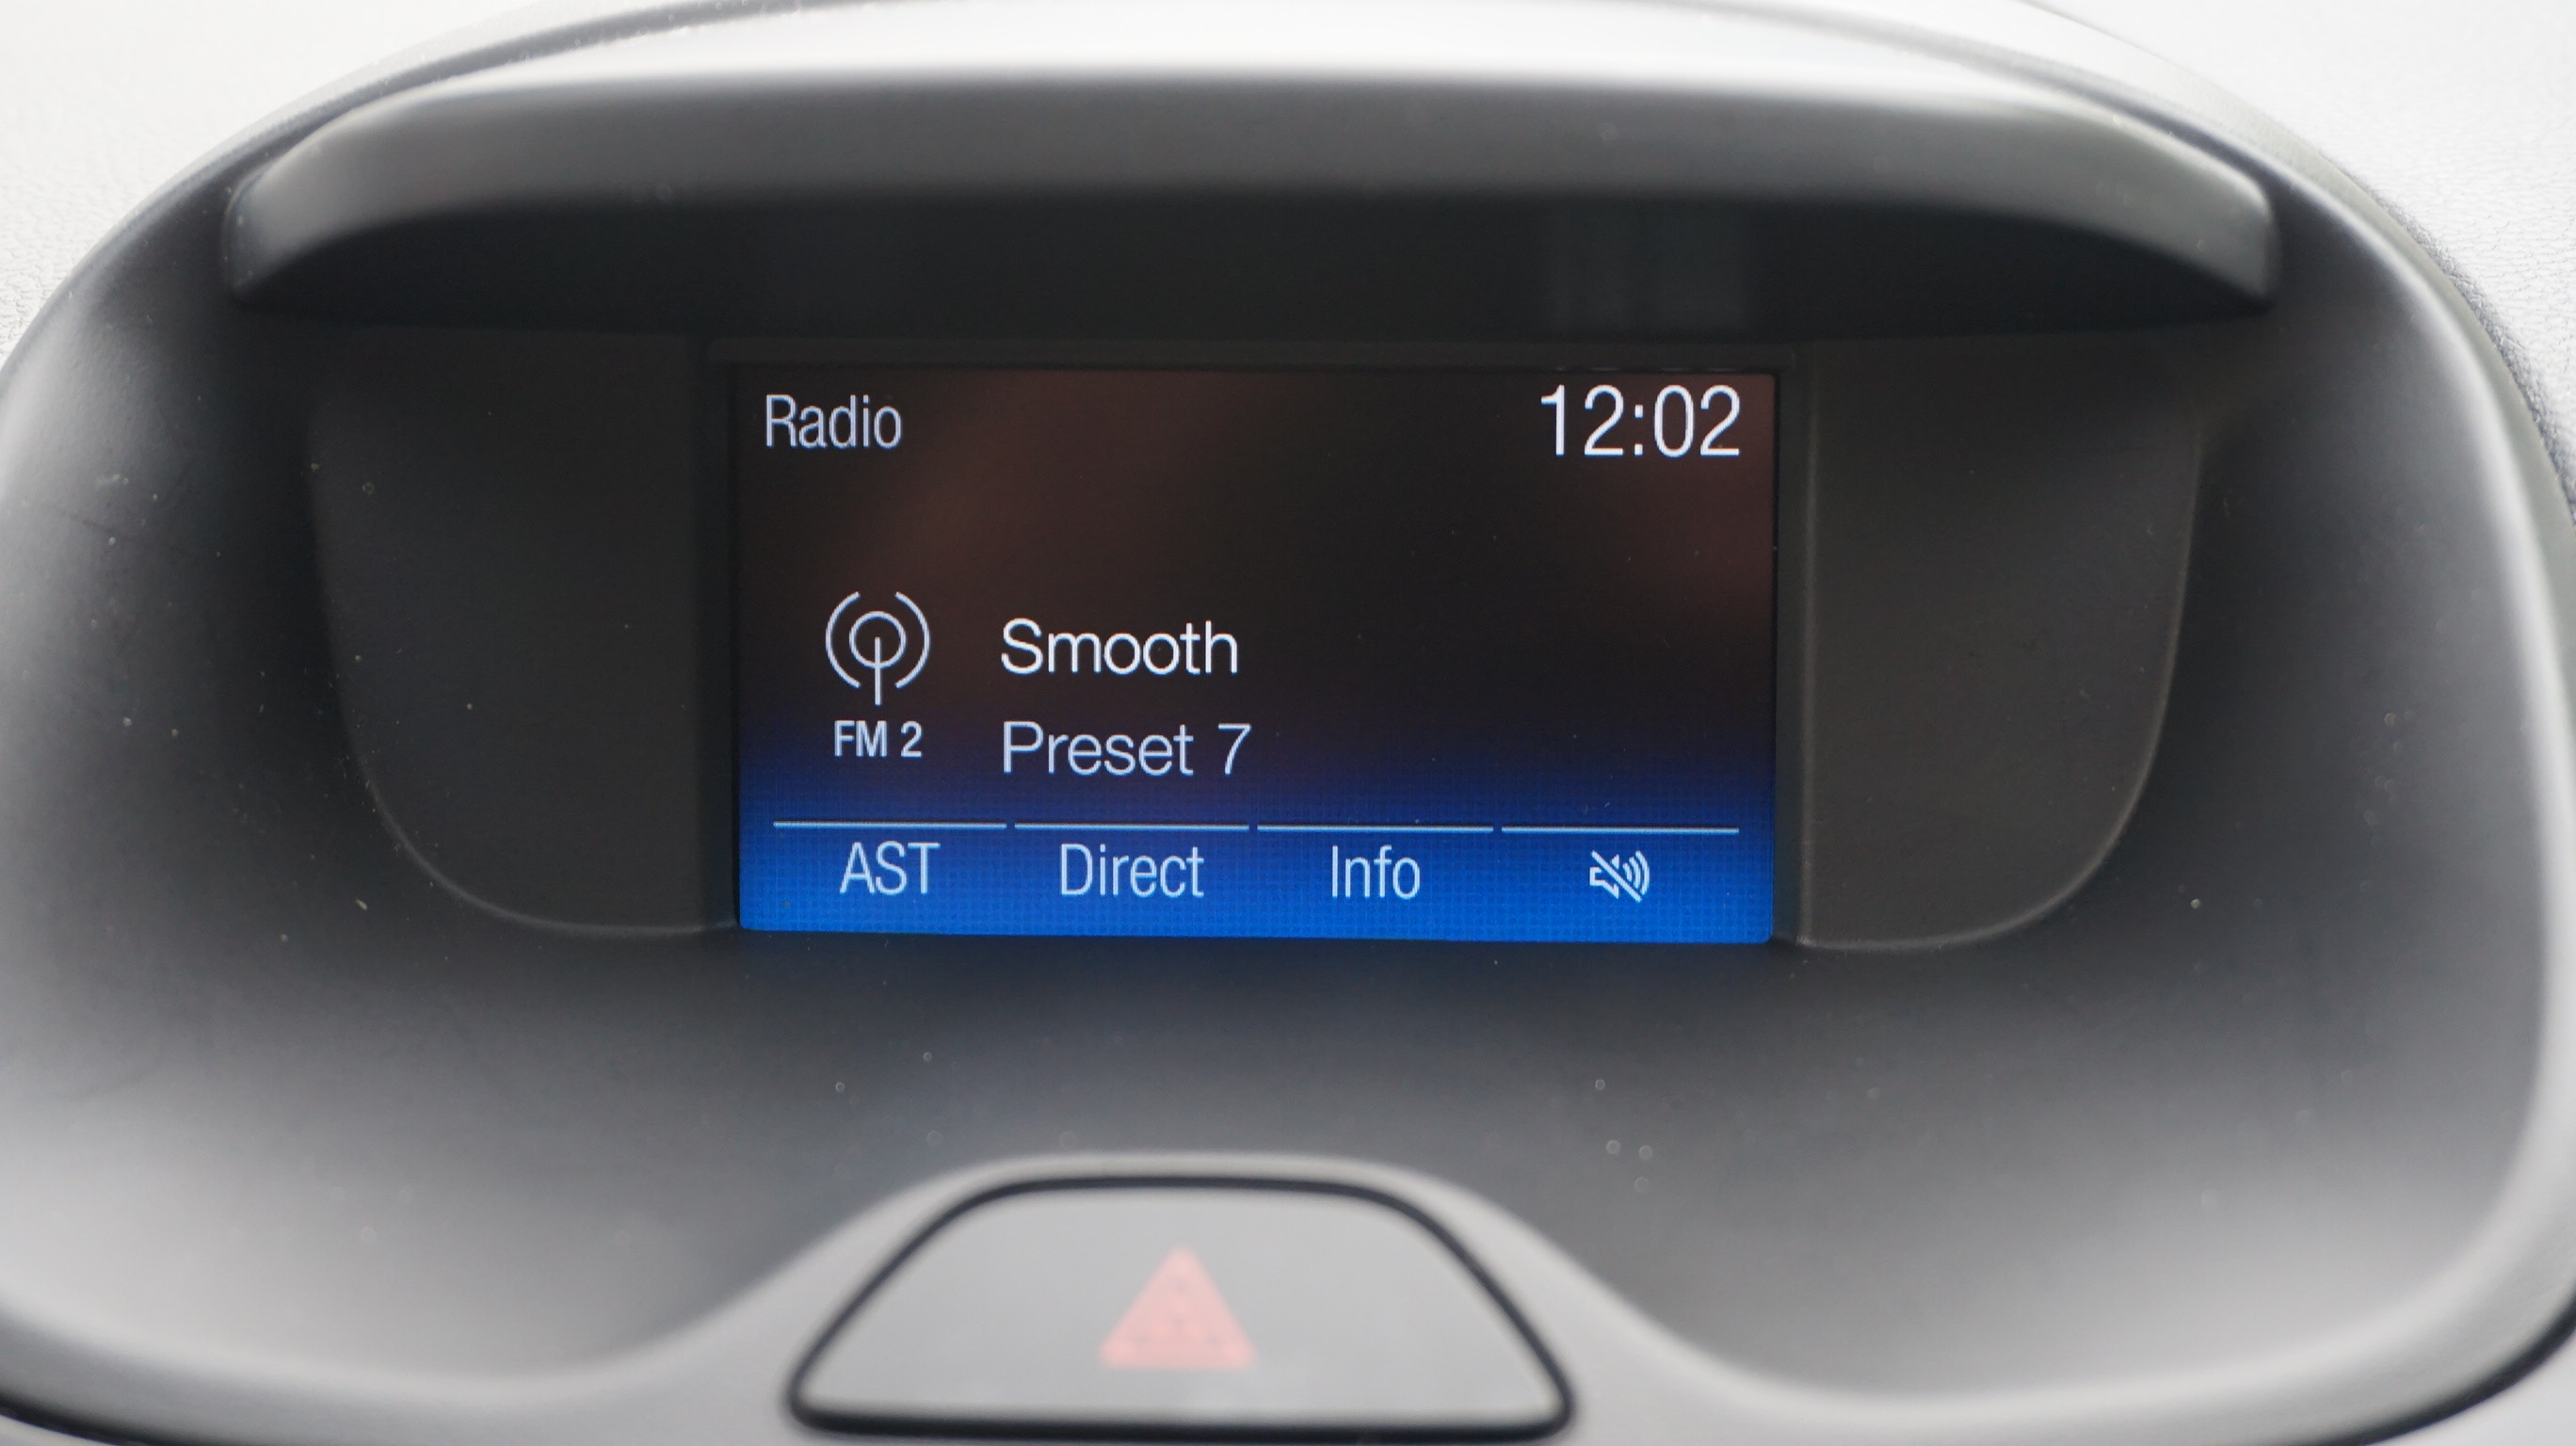 Radio 12:02
Smooth
FM 2 Preset 7
AST Direct Info